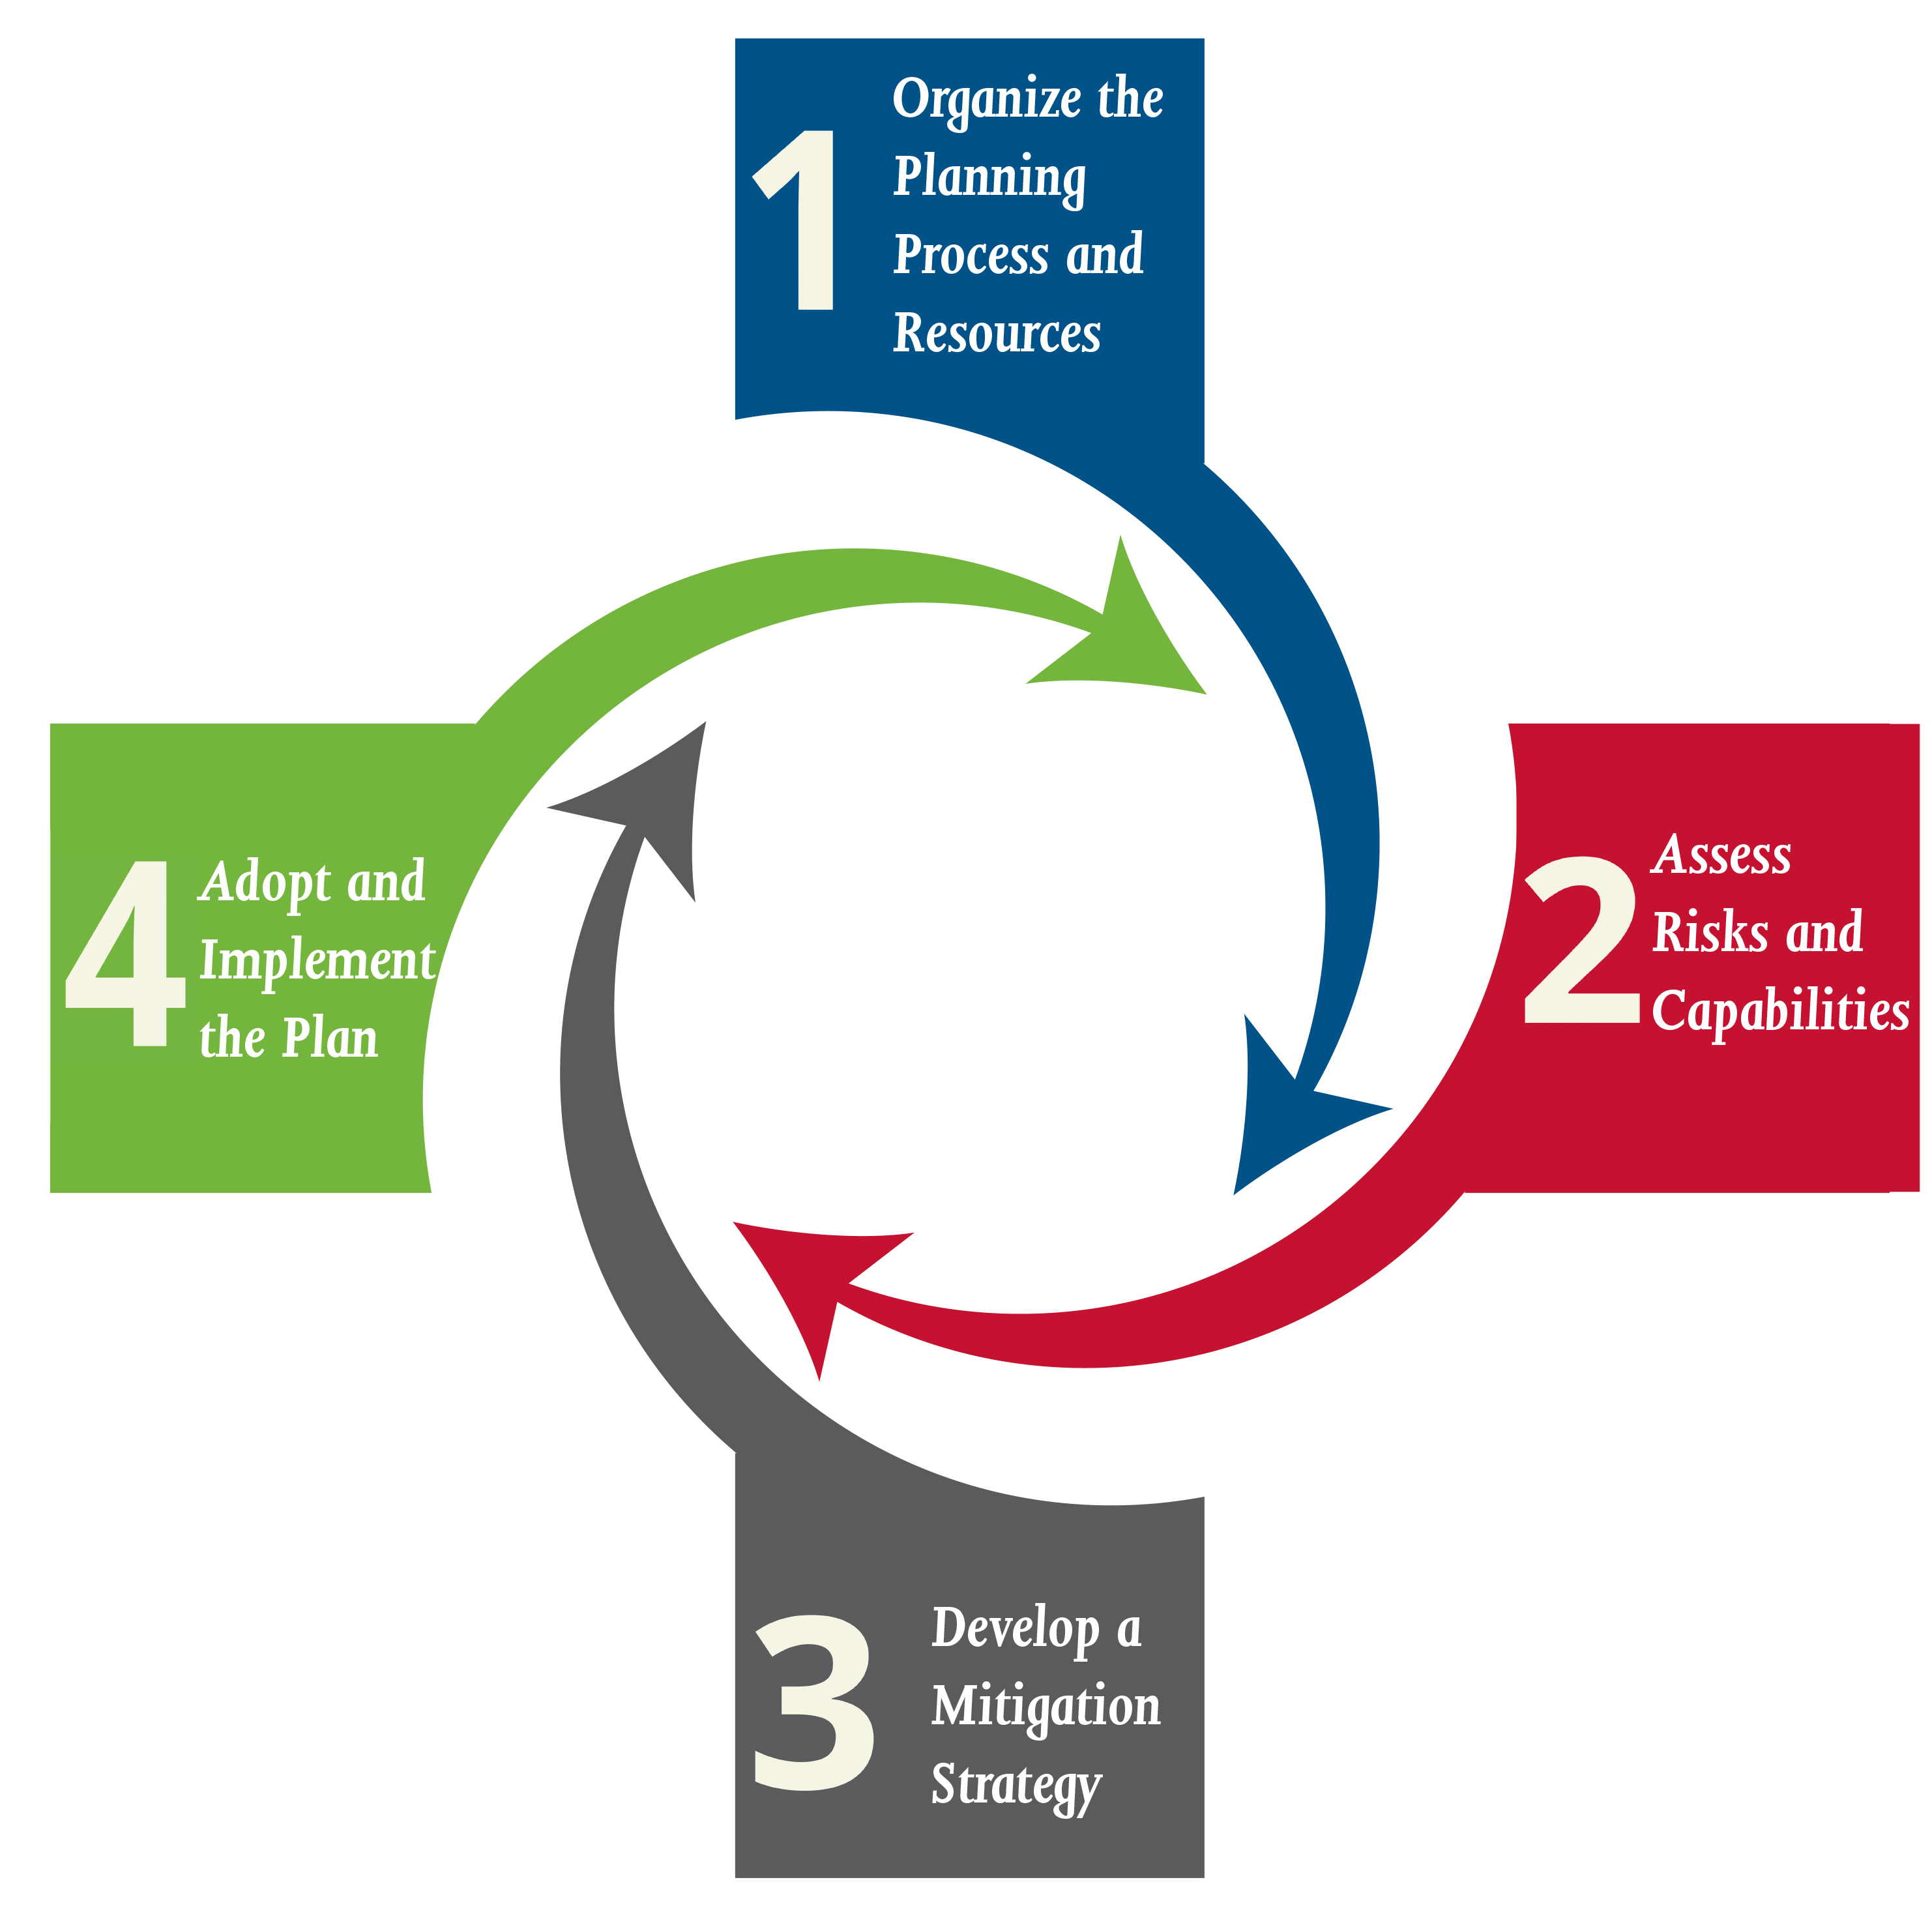 1
Organize the
Planning
Process and
Resources
2
Assess
Risks and
Capabilities
3
Develop a
Mitigation
Strategy
4
Adopt and
Implement
the Plan